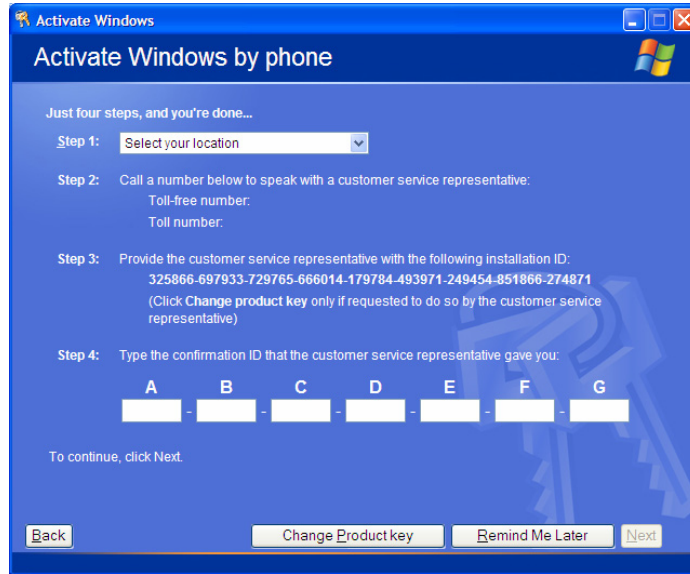 Activate Windows
Activate Windows by phone
Just four steps, and you're done...
Step 1: Select your location
Step 2: Call a number below to speak with a customer service representative:
Toll-free number:
Toll number:
Step 3: Provide the customer service representative with the following installation ID:
325866-697933-729765-666014-179784-493971-249454-851866-274871
(Click Change product key only if requested to do so by the customer service
representative)
Step 4: Type the confirmation ID that the customer service representative gave you:
A B C D E F G
- - - - - -
To continue, click Next.
Back Change Product key Remind Me Later Next